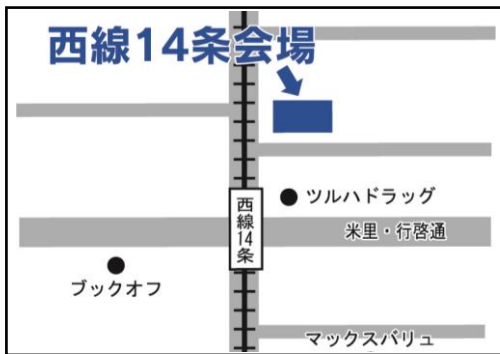 西線14条会場
ツルハドラッグ
西線14条
米里・行啓通
ブックオフ
マックスバリュ